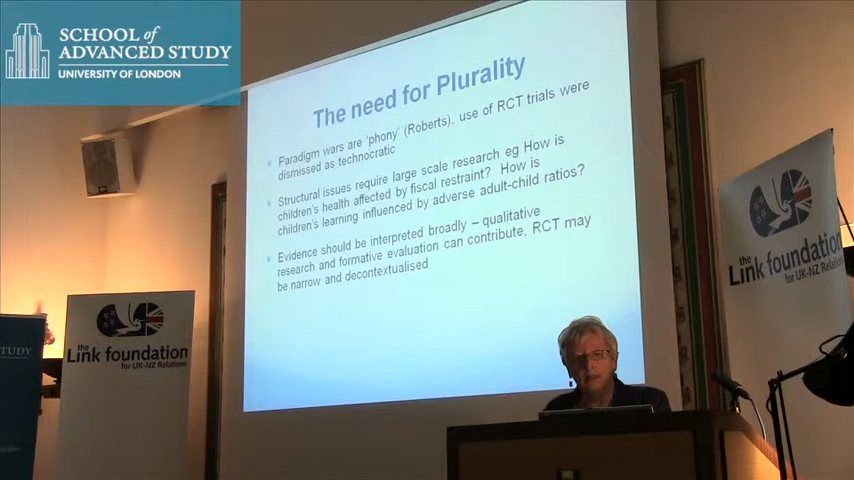 SCHOOL of
ADVANCED STUDY
UNIVERSITY OF LONDON
The need for Plurality
Paradigm wars are 'phony' (Roberts), use of RCT trials were
dismissed as technocratic
Structural issues require large scale research eg How is
children's health affected by fiscal restraint? How is
children's learning influenced by adverse adult-child ratios?
Evidence should be interpreted broadly – qualitative
research and formative evaluation can contribute, RCT may
be narrow and decontextualised
the
Link foundation
for UK-NZ Relations
the
Link foundation
for UK-NZ Relations
STUDY